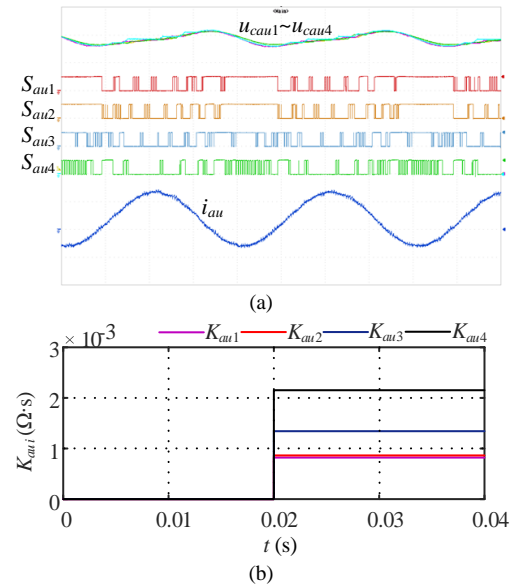 u_cau1~u_cau4
S_au1
S_au2
S_au3
S_au4
i_au
(a)
3 × 10^-3
K_au1 K_au2 K_au3 K_au4
2
1
0
K_au i (Ω·s)
0 0.01 0.02 0.03 0.04
t (s)
(b)